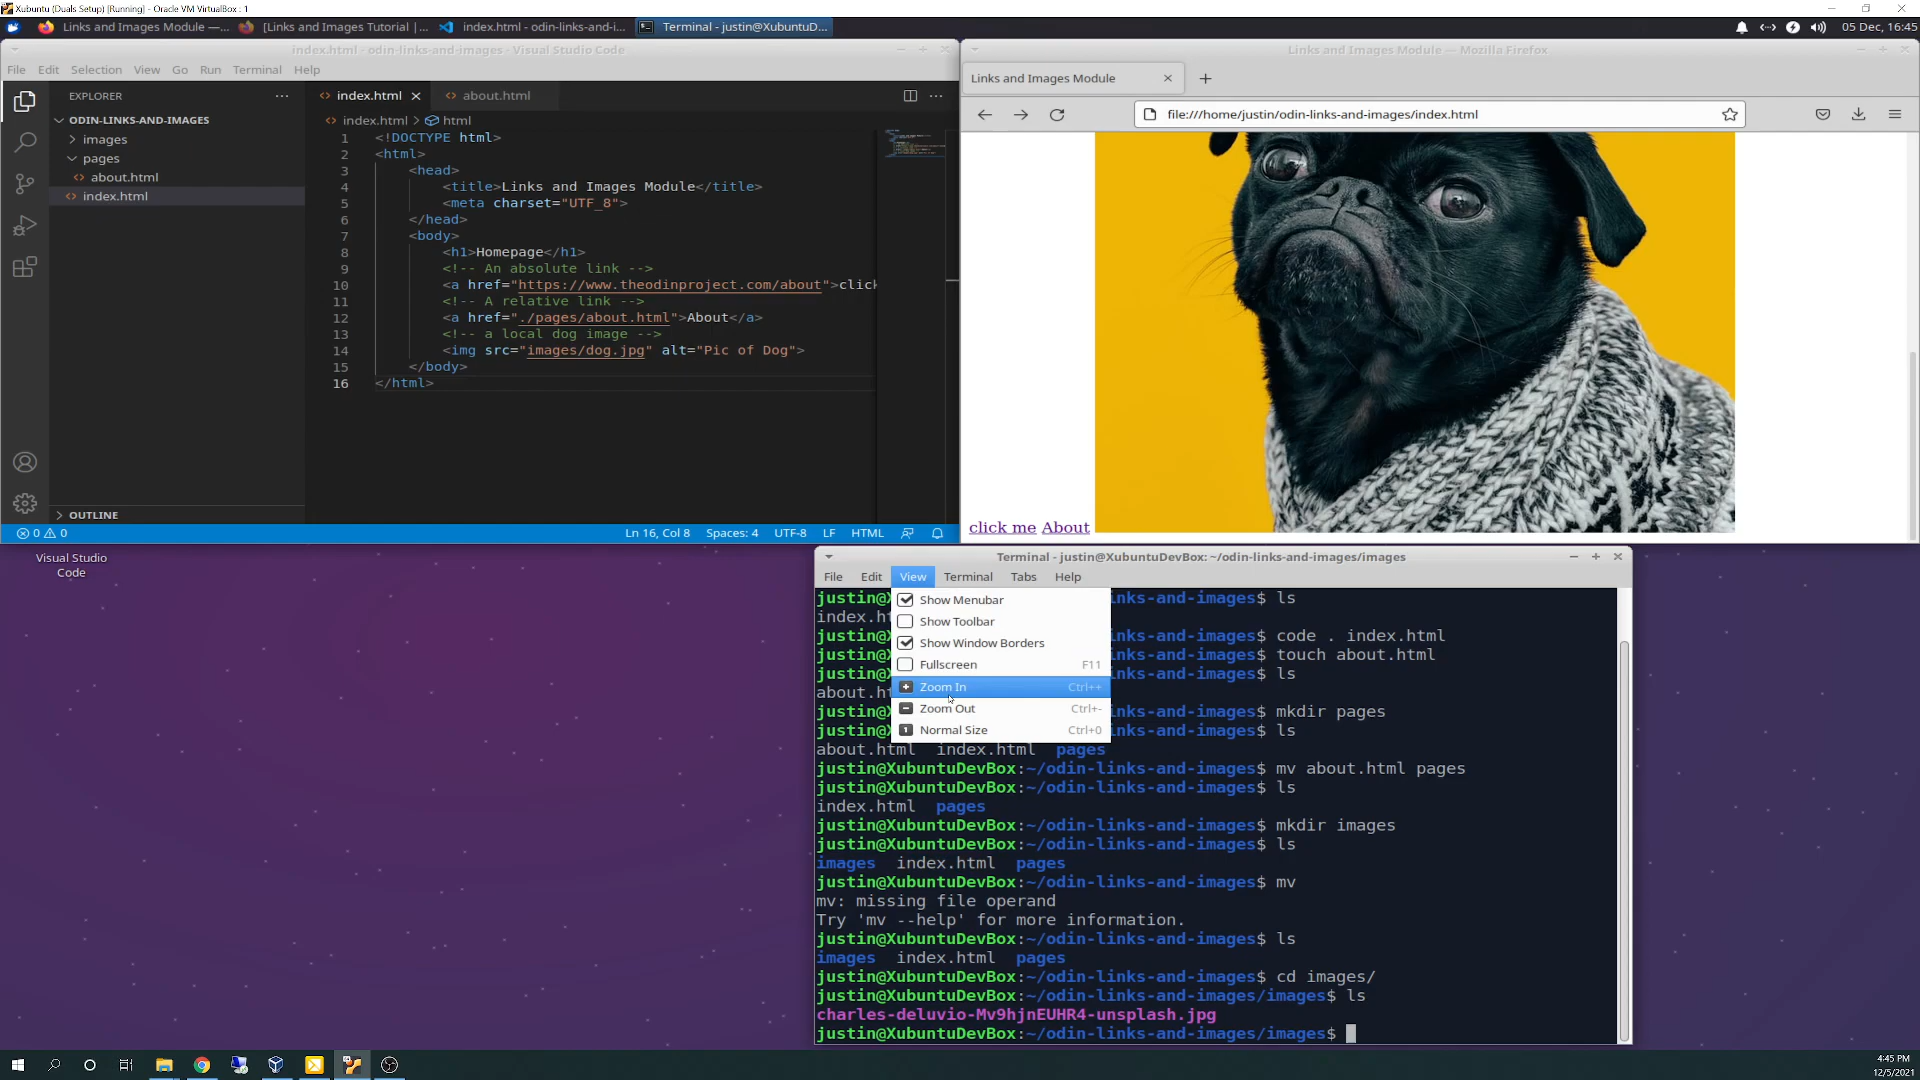 Xubuntu (Duals Setup) [Running] - Oracle VM VirtualBox : 1
Links and Images Module —...
[Links and Images Tutorial |...
index.html - odin-links-and-i...
Terminal - justin@XubuntuD...
05 Dec, 16:45
index.html - odin-links-and-images - Visual Studio Code
File Edit Selection View Go Run Terminal Help
EXPLORER
ODIN-LINKS-AND-IMAGES
images
pages
about.html
index.html
OUTLINE
index.html
about.html
index.html > html
1 <!DOCTYPE html>
2 <html>
3 <head>
4 <title>Links and Images Module</title>
5 <meta charset="UTF_8">
6 </head>
7 <body>
8 <h1>Homepage</h1>
9 <!-- An absolute link -->
10 <a href="https://www.theodinproject.com/about">click
11 <!-- A relative link -->
12 <a href="./pages/about.html">About</a>
13 <!-- a local dog image -->
14 <img src="images/dog.jpg" alt="Pic of Dog">
15 </body>
16 </html>
0 0
Ln 16, Col 8 Spaces: 4 UTF-8 LF HTML
Links and Images Module — Mozilla Firefox
Links and Images Module
file:///home/justin/odin-links-and-images/index.html
click me About
Visual Studio
Code
Terminal - justin@XubuntuDevBox: ~/odin-links-and-images/images
File Edit View Terminal Tabs Help
Show Menubar
Show Toolbar
Show Window Borders
Fullscreen F11
Zoom In Ctrl++
Zoom Out Ctrl+-
Normal Size Ctrl+0
justin@X inks-and-images$ ls
index.ht
justin@X inks-and-images$ code . index.html
justin@X inks-and-images$ touch about.html
justin@X inks-and-images$ ls
about.ht
justin@X inks-and-images$ mkdir pages
justin@X inks-and-images$ ls
about.html index.html pages
justin@XubuntuDevBox:~/odin-links-and-images$ mv about.html pages
justin@XubuntuDevBox:~/odin-links-and-images$ ls
index.html pages
justin@XubuntuDevBox:~/odin-links-and-images$ mkdir images
justin@XubuntuDevBox:~/odin-links-and-images$ ls
images index.html pages
justin@XubuntuDevBox:~/odin-links-and-images$ mv
mv: missing file operand
Try 'mv --help' for more information.
justin@XubuntuDevBox:~/odin-links-and-images$ ls
images index.html pages
justin@XubuntuDevBox:~/odin-links-and-images$ cd images/
justin@XubuntuDevBox:~/odin-links-and-images/images$ ls
charles-deluvio-Mv9hjnEUHR4-unsplash.jpg
justin@XubuntuDevBox:~/odin-links-and-images/images$
4:45 PM
12/5/2021